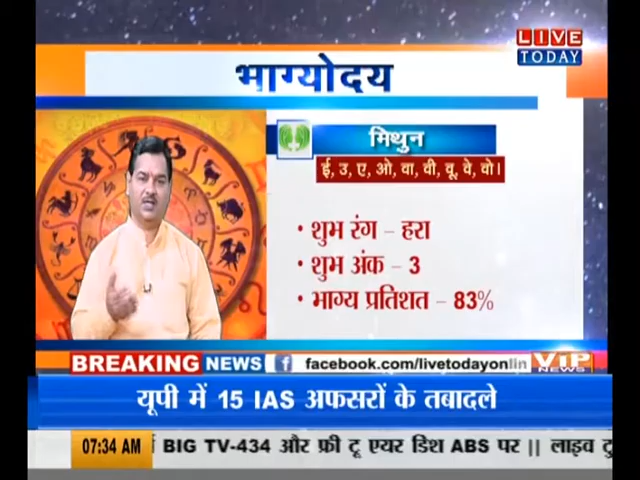 LIVE
TODAY
भाग्योदय
मिथुन
ई, उ, ए, ओ, वा, वी, वू, वे, वो।
• शुभ रंग – हरा
• शुभ अंक – 3
• भाग्य प्रतिशत – 83%
BREAKING NEWS f facebook.com/livetodayonlin VIP NEWS
यूपी में 15 IAS अफसरों के तबादले
07:34 AM BIG TV-434 और फ्री टू एयर डिश ABS पर || लाइव टु